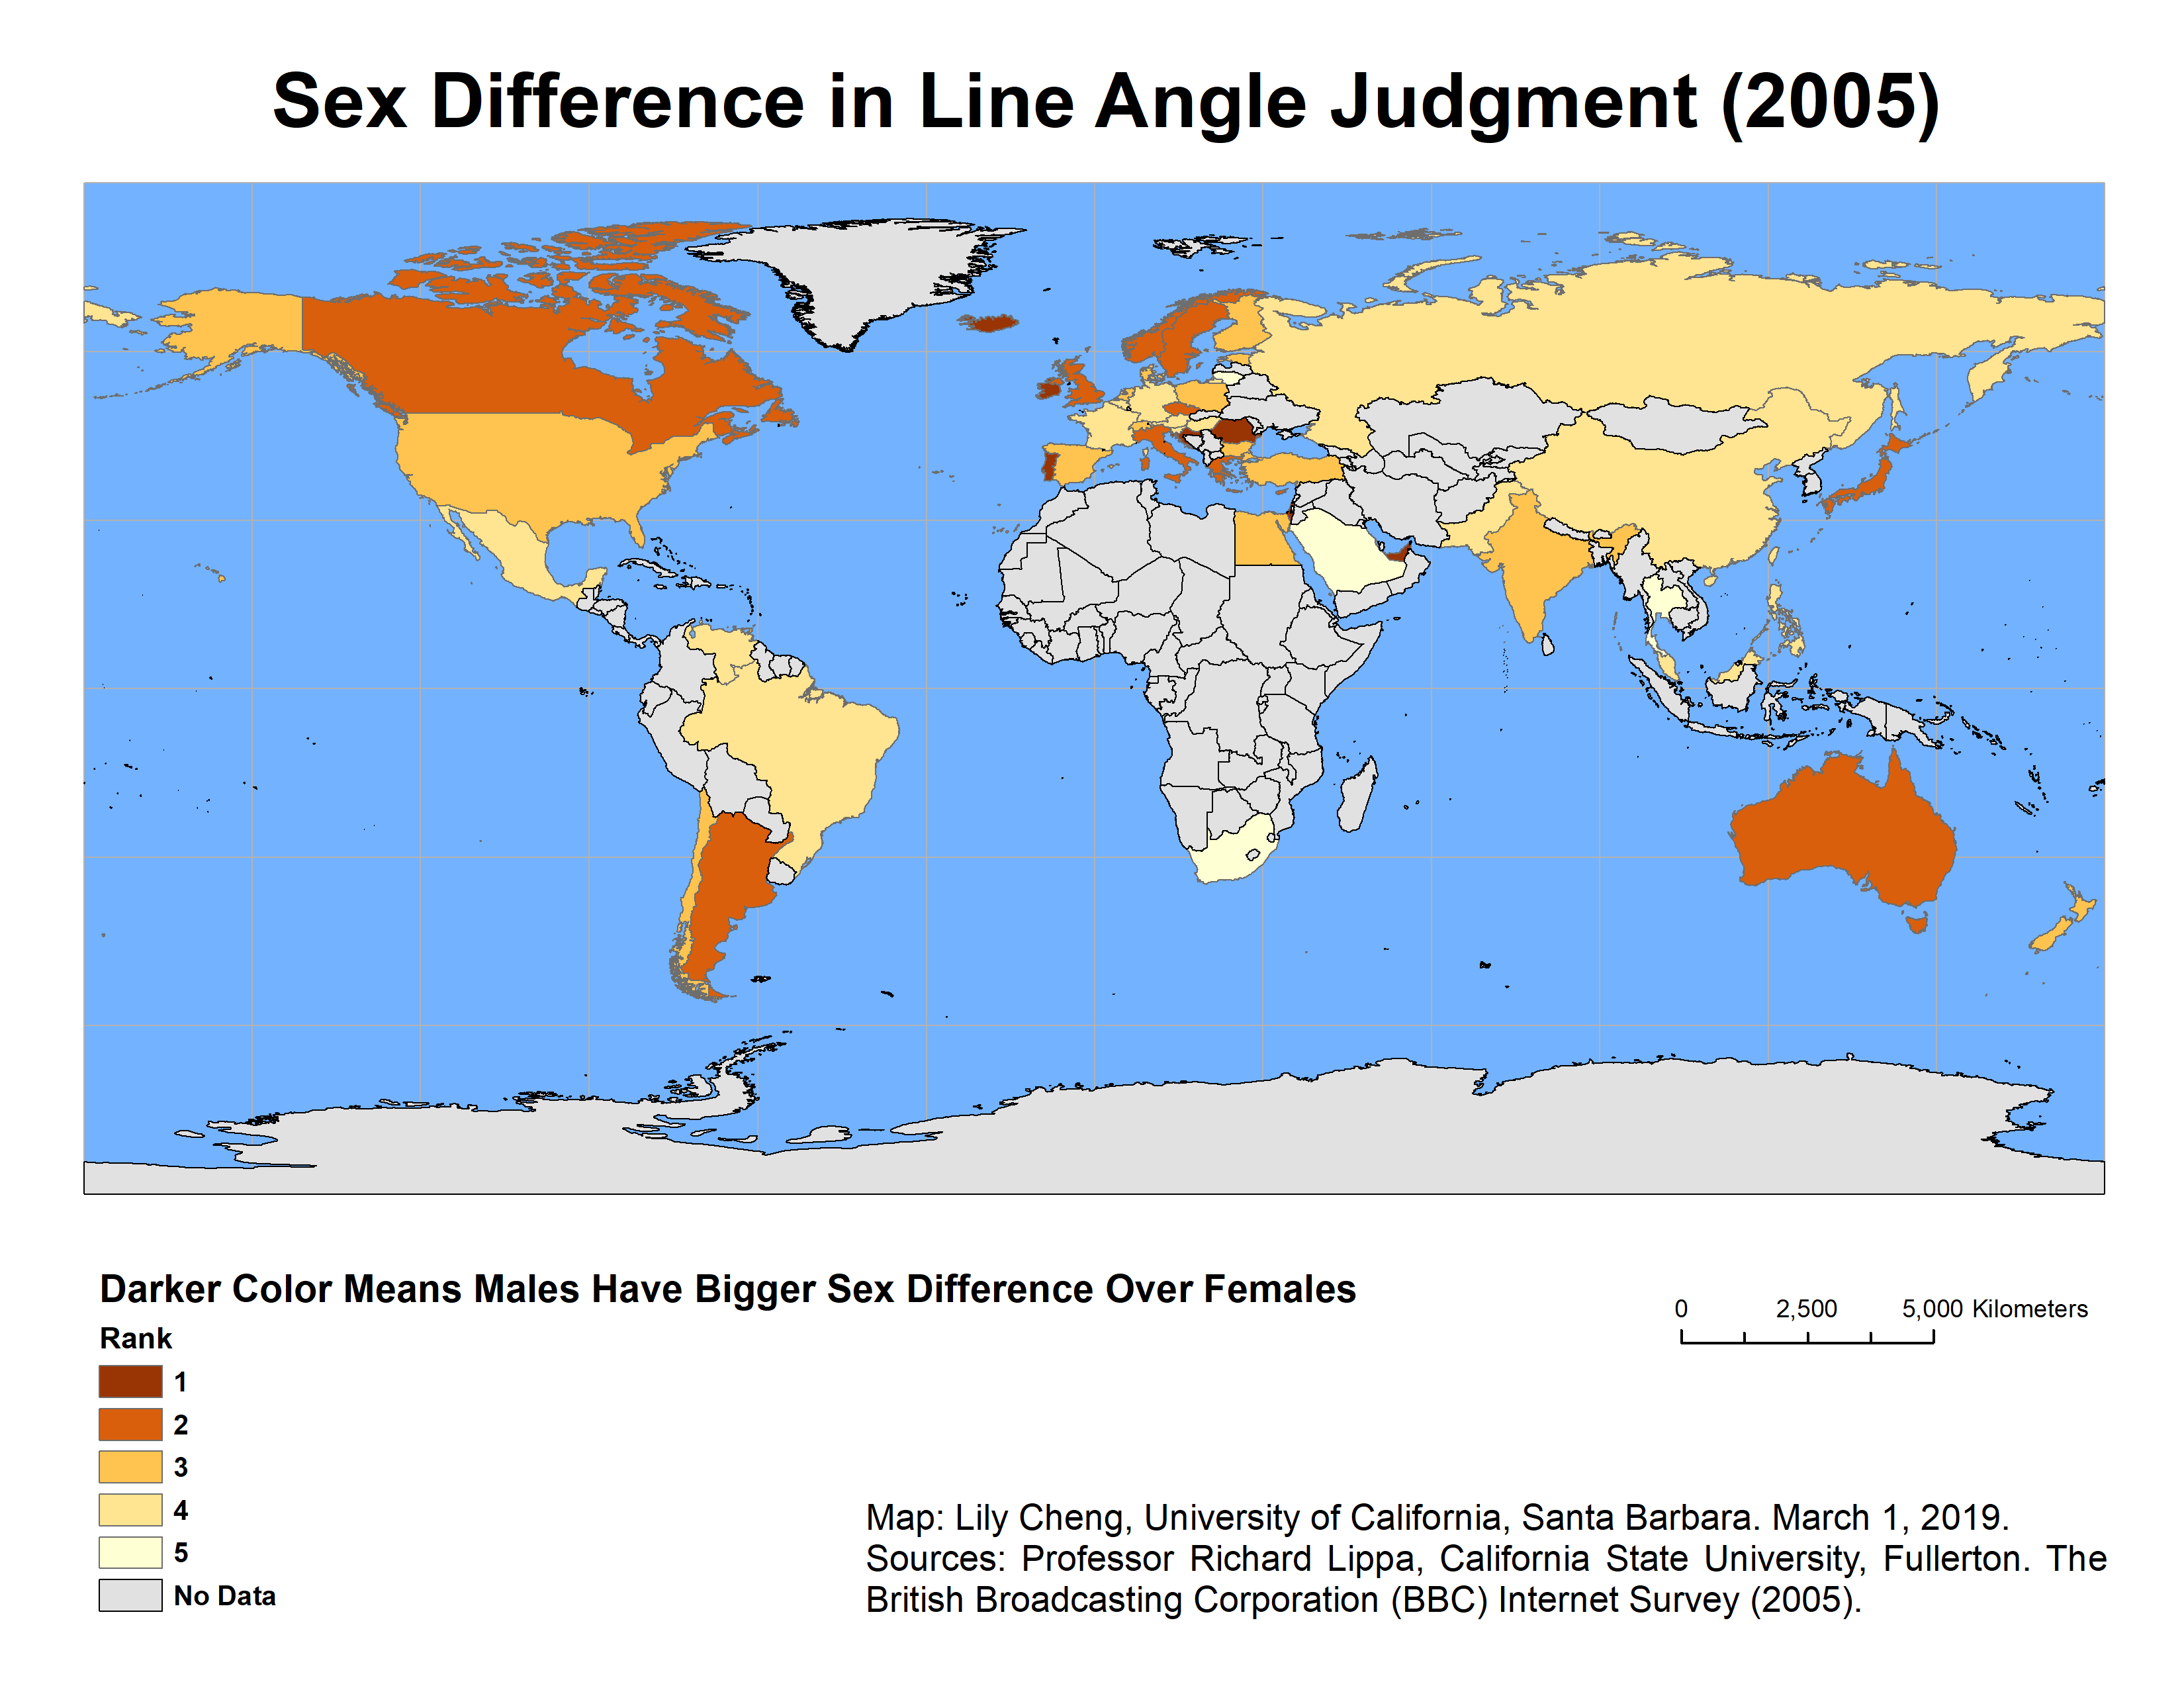 Sex Difference in Line Angle Judgment (2005)
Darker Color Means Males Have Bigger Sex Difference Over Females
0 2,500 5,000 Kilometers
Rank
1
2
3
4
5
No Data
Map: Lily Cheng, University of California, Santa Barbara. March 1, 2019.
Sources: Professor Richard Lippa, California State University, Fullerton. The
British Broadcasting Corporation (BBC) Internet Survey (2005).